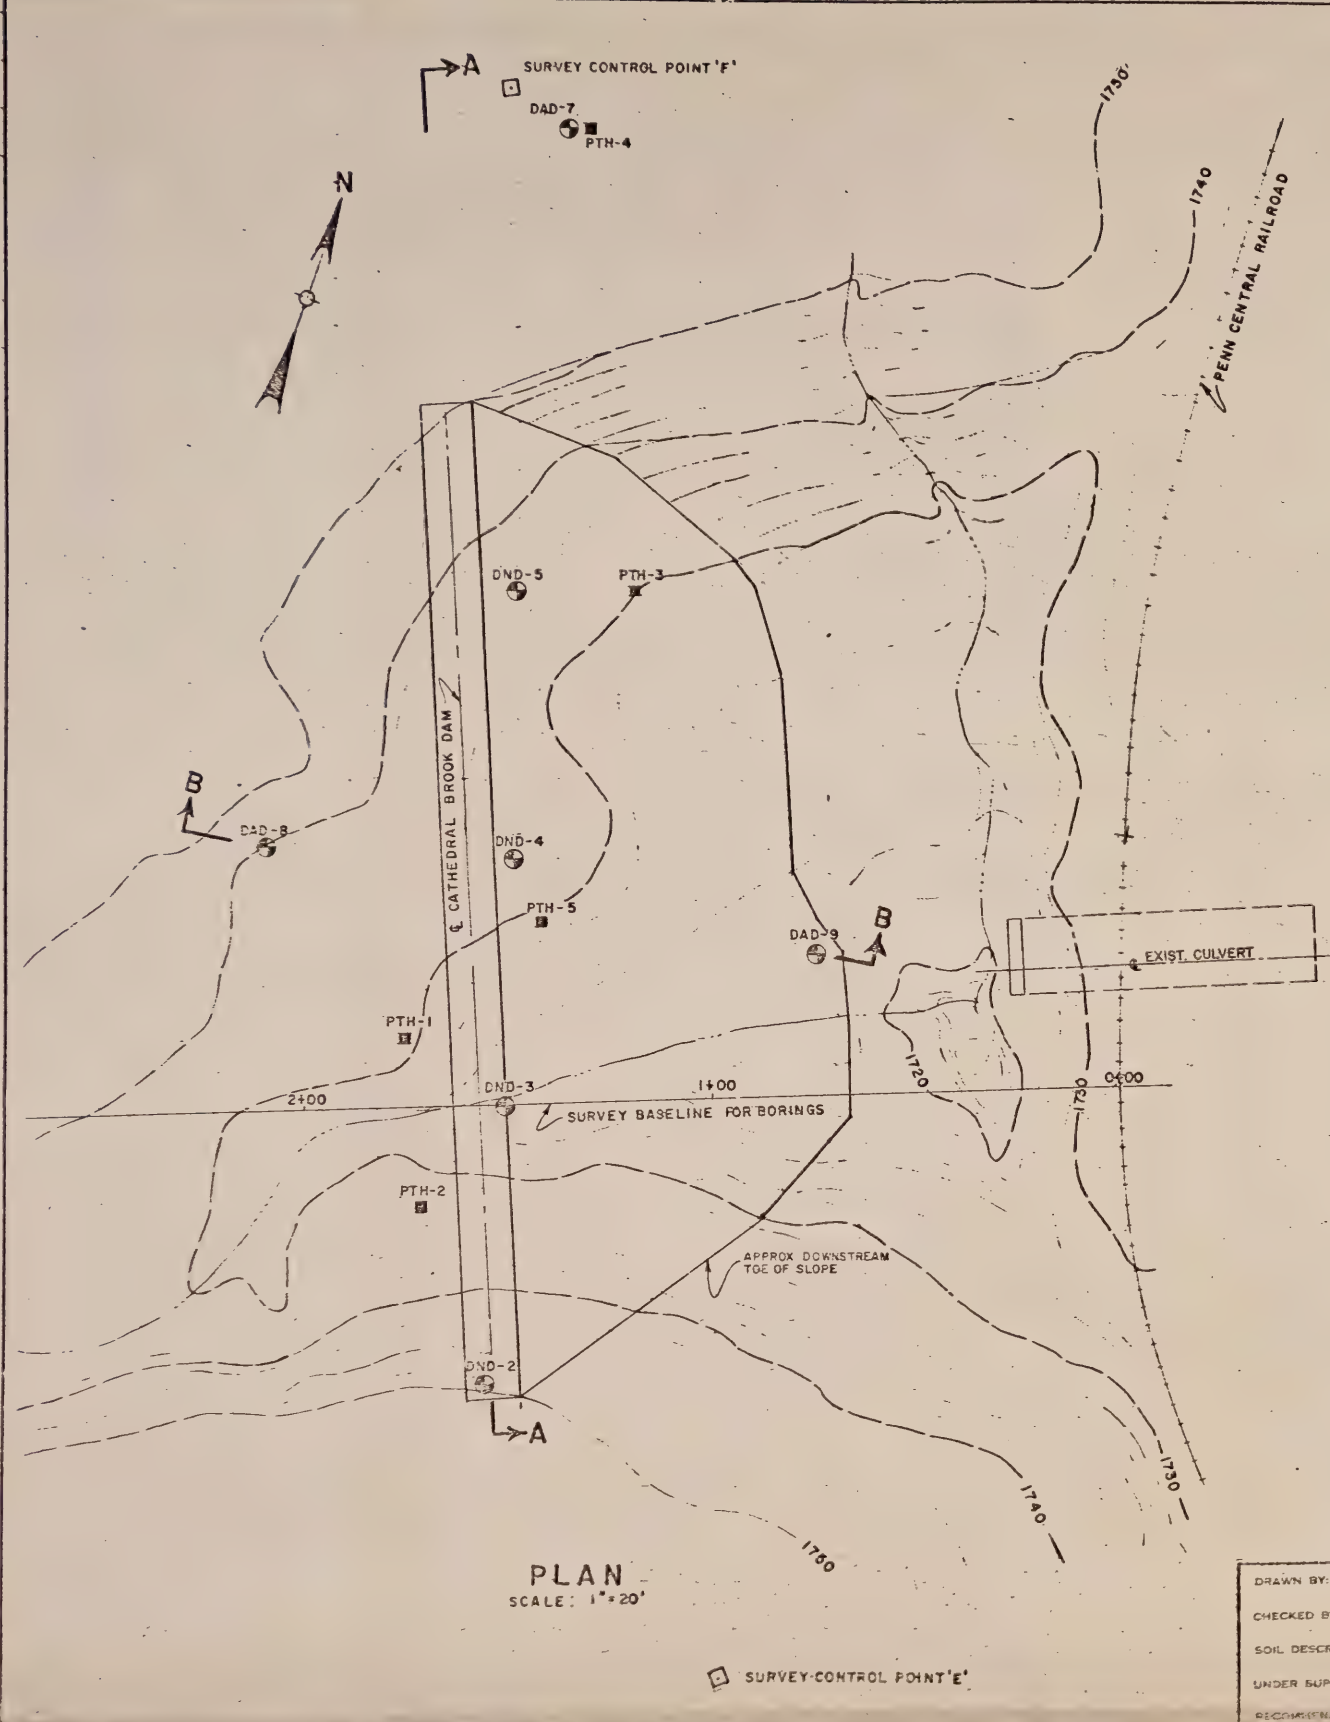 A
SURVEY CONTROL POINT 'F'
DAD-7
PTH-4
1750
N
1740
PENN CENTRAL RAILROAD
DND-5
PTH-3
℄ CATHEDRAL BROOK DAM
B
DAD-8
DND-4
PTH-5
DAD-9
B
℄ EXIST. CULVERT
PTH-1
1720
DND-3
1+00
0+00
2+00
SURVEY BASELINE FOR BORINGS
1730
PTH-2
APPROX DOWNSTREAM
TOE OF SLOPE
DND-2
A
1730
1740
1750
PLAN
SCALE: 1"=20'
DRAWN BY:
CHECKED B
SOIL DESCR
UNDER SUP
RECOMMEN
SURVEY-CONTROL POINT 'E'